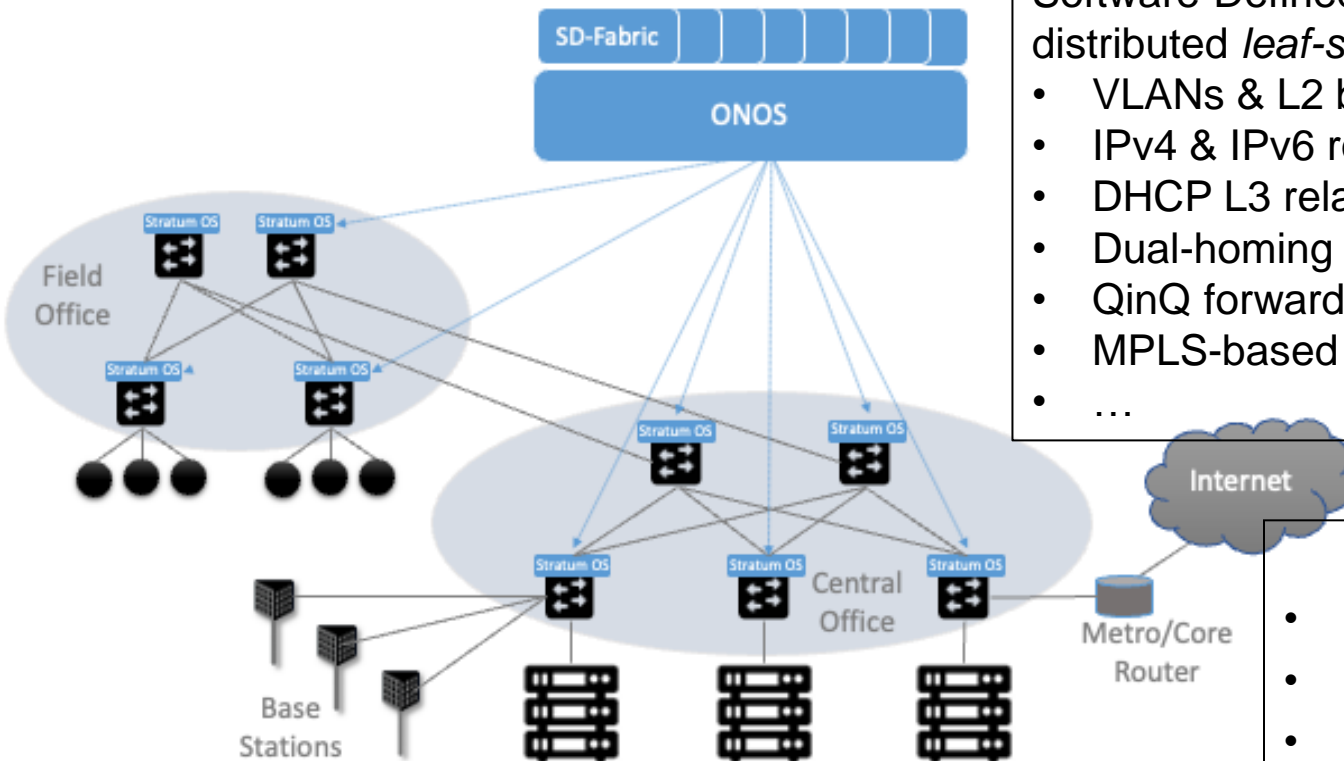 SD-Fabric
ONOS
Software-Define
distributed leaf-s
• VLANs & L2 b
• IPv4 & IPv6 r
• DHCP L3 rela
• Dual-homing
• QinQ forward
• MPLS-based
• …
Stratum OS
Stratum OS
Field
Office
Stratum OS
Stratum OS
Stratum OS
Stratum OS
Internet
Stratum OS
Stratum OS
Stratum OS
Central
Office
Metro/Core
Router
•
•
•
Base
Stations